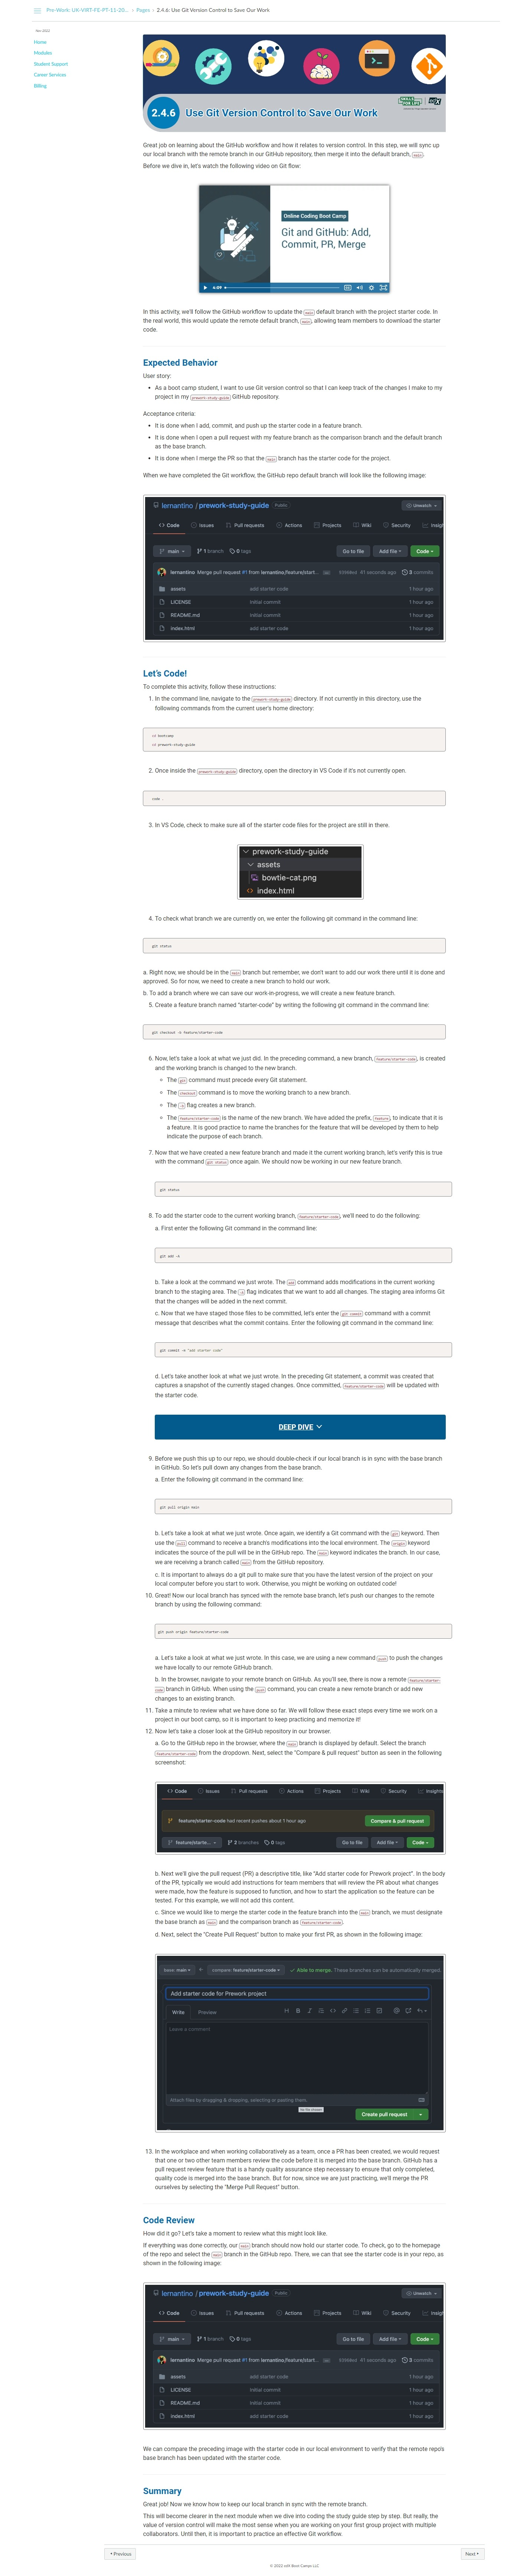 Pre-Work: UK-VIRT-FE-PT-11-20... › Pages › 2.4.6: Use Git Version Control to Save Our Work
Nov 2022
Home
Modules
Student Support
Career Services
Billing
2.4.6 Use Git Version Control to Save Our Work
Great job on learning about the GitHub workflow and how it relates to version control. In this step, we will sync up
our local branch with the remote branch in our GitHub repository, then merge it into the default branch, main.
Before we dive in, let's watch the following video on Git flow:
Online Coding Boot Camp
Git and GitHub: Add,
Commit, PR, Merge
6:09
In this activity, we'll follow the GitHub workflow to update the main default branch with the project starter code. In
the real world, this would update the remote default branch, main, allowing team members to download the starter
code.
Expected Behavior
User story:
• As a boot camp student, I want to use Git version control so that I can keep track of the changes I make to my
project in my prework-study-guide GitHub repository.
Acceptance criteria:
• It is done when I add, commit, and push up the starter code in a feature branch.
• It is done when I open a pull request with my feature branch as the comparison branch and the default branch
as the base branch.
• It is done when I merge the PR so that the main branch has the starter code for the project.
When we have completed the Git workflow, the GitHub repo default branch will look like the following image:
lernantino / prework-study-guide Public Unwatch
Code Issues Pull requests Actions Projects Wiki Security Insigh
main 1 branch 0 tags Go to file Add file Code
lernantino Merge pull request #1 from lernantino/feature/start... 41 seconds ago 3 commits
assets add starter code 1 hour ago
LICENSE Initial commit 1 hour ago
README.md Initial commit 1 hour ago
index.html add starter code 1 hour ago
Let's Code!
To complete this activity, follow these instructions:
1. In the command line, navigate to the prework-study-guide directory. If not currently in this directory, use the
following commands from the current user's home directory:
cd bootcamp
cd prework-study-guide
2. Once inside the prework-study-guide directory, open the directory in VS Code if it's not currently open.
code .
3. In VS Code, check to make sure all of the starter code files for the project are still in there.
prework-study-guide
assets
bowtie-cat.png
index.html
4. To check what branch we are currently on, we enter the following git command in the command line:
git status
a. Right now, we should be in the main branch but remember, we don't want to add our work there until it is done and
approved. So for now, we need to create a new branch to hold our work.
b. To add a branch where we can save our work-in-progress, we will create a new feature branch.
5. Create a feature branch named "starter-code" by writing the following git command in the command line:
git checkout -b feature/starter-code
6. Now, let's take a look at what we just did. In the preceding command, a new branch, feature/starter-code, is created
and the working branch is changed to the new branch.
The git command must precede every Git statement.
The checkout command is to move the working branch to a new branch.
The -b flag creates a new branch.
The feature/starter-code is the name of the new branch. We have added the prefix, feature, to indicate that it is
a feature. It is good practice to name the branches for the feature that will be developed by them to help
indicate the purpose of each branch.
7. Now that we have created a new feature branch and made it the current working branch, let's verify this is true
with the command git status once again. We should now be working in our new feature branch.
git status
8. To add the starter code to the current working branch, feature/starter-code, we'll need to do the following:
a. First enter the following Git command in the command line:
git add -A
b. Take a look at the command we just wrote. The add command adds modifications in the current working
branch to the staging area. The -A flag indicates that we want to add all changes. The staging area informs Git
that the changes will be added in the next commit.
c. Now that we have staged those files to be committed, let's enter the git commit command with a commit
message that describes what the commit contains. Enter the following git command in the command line:
git commit -m "add starter code"
d. Let's take another look at what we just wrote. In the preceding Git statement, a commit was created that
captures a snapshot of the currently staged changes. Once committed, feature/starter-code will be updated with
the starter code.
DEEP DIVE
9. Before we push this up to our repo, we should double-check if our local branch is in sync with the base branch
in GitHub. So let's pull down any changes from the base branch.
a. Enter the following git command in the command line:
git pull origin main
b. Let's take a look at what we just wrote. Once again, we identify a Git command with the git keyword. Then
use the pull command to receive a branch's modifications into the local environment. The origin keyword
indicates the source of the pull will be in the GitHub repo. The main keyword indicates the branch. In our case,
we are receiving a branch called main from the GitHub repository.
c. It is important to always do a git pull to make sure that you have the latest version of the project on your
local computer before you start to work. Otherwise, you might be working on outdated code!
10. Great! Now our local branch has synced with the remote base branch, let's push our changes to the remote
branch by using the following command:
git push origin feature/starter-code
a. Let's take a look at what we just wrote. In this case, we are using a new command push to push the changes
we have locally to our remote GitHub branch.
b. In the browser, navigate to your remote branch on GitHub. As you'll see, there is now a remote feature/starter-
code branch in GitHub. When using the push command, you can create a new remote branch or add new
changes to an existing branch.
11. Take a minute to review what we have done so far. We will follow these exact steps every time we work on a
project in our boot camp, so it is important to keep practicing and memorize it!
12. Now let's take a closer look at the GitHub repository in our browser.
a. Go to the GitHub repo in the browser, where the main branch is displayed by default. Select the branch
feature/starter-code from the dropdown. Next, select the "Compare & pull request" button as seen in the following
screenshot:
Code Issues Pull requests Actions Projects Wiki Security Insights
feature/starter-code had recent pushes about 1 hour ago Compare & pull request
feature/starte... 2 branches 0 tags Go to file Add file Code
b. Next we'll give the pull request (PR) a descriptive title, like "Add starter code for Prework project". In the body
of the PR, typically we would add instructions for team members that will review the PR about what changes
were made, how the feature is supposed to function, and how to start the application so the feature can be
tested. For this example, we will not add this content.
c. Since we would like to merge the starter code in the feature branch into the main branch, we must designate
the base branch as main and the comparison branch as feature/starter-code.
d. Next, select the "Create Pull Request" button to make your first PR, as shown in the following image:
base: main compare: feature/starter-code Able to merge. These branches can be automatically merged.
Add starter code for Prework project
Write Preview
Leave a comment
Attach files by dragging & dropping, selecting or pasting them.
Create pull request
13. In the workplace and when working collaboratively as a team, once a PR has been created, we would request
that one or two other team members review the code before it is merged into the base branch. GitHub has a
pull request review feature that is a handy quality assurance step necessary to ensure that only completed,
quality code is merged into the base branch. But for now, since we are just practicing, we'll merge the PR
ourselves by selecting the "Merge Pull Request" button.
Code Review
How did it go? Let's take a moment to review what this might look like.
If everything was done correctly, our main branch should now hold our starter code. To check, go to the homepage
of the repo and select the main branch in the GitHub repo. There, we can that see the starter code is in your repo, as
shown in the following image:
lernantino / prework-study-guide Public Unwatch
Code Issues Pull requests Actions Projects Wiki Security Insigh
main 1 branch 0 tags Go to file Add file Code
lernantino Merge pull request #1 from lernantino/feature/start... 41 seconds ago 3 commits
assets add starter code 1 hour ago
LICENSE Initial commit 1 hour ago
README.md Initial commit 1 hour ago
index.html add starter code 1 hour ago
We can compare the preceding image with the starter code in our local environment to verify that the remote repo's
base branch has been updated with the starter code.
Summary
Great job! Now we know how to keep our local branch in sync with the remote branch.
This will become clearer in the next module when we dive into coding the study guide step by step. But really, the
value of version control will make the most sense when you are working on your first group project with multiple
collaborators. Until then, it is important to practice an effective Git workflow.
Previous Next
© 2022 edX Boot Camps LLC